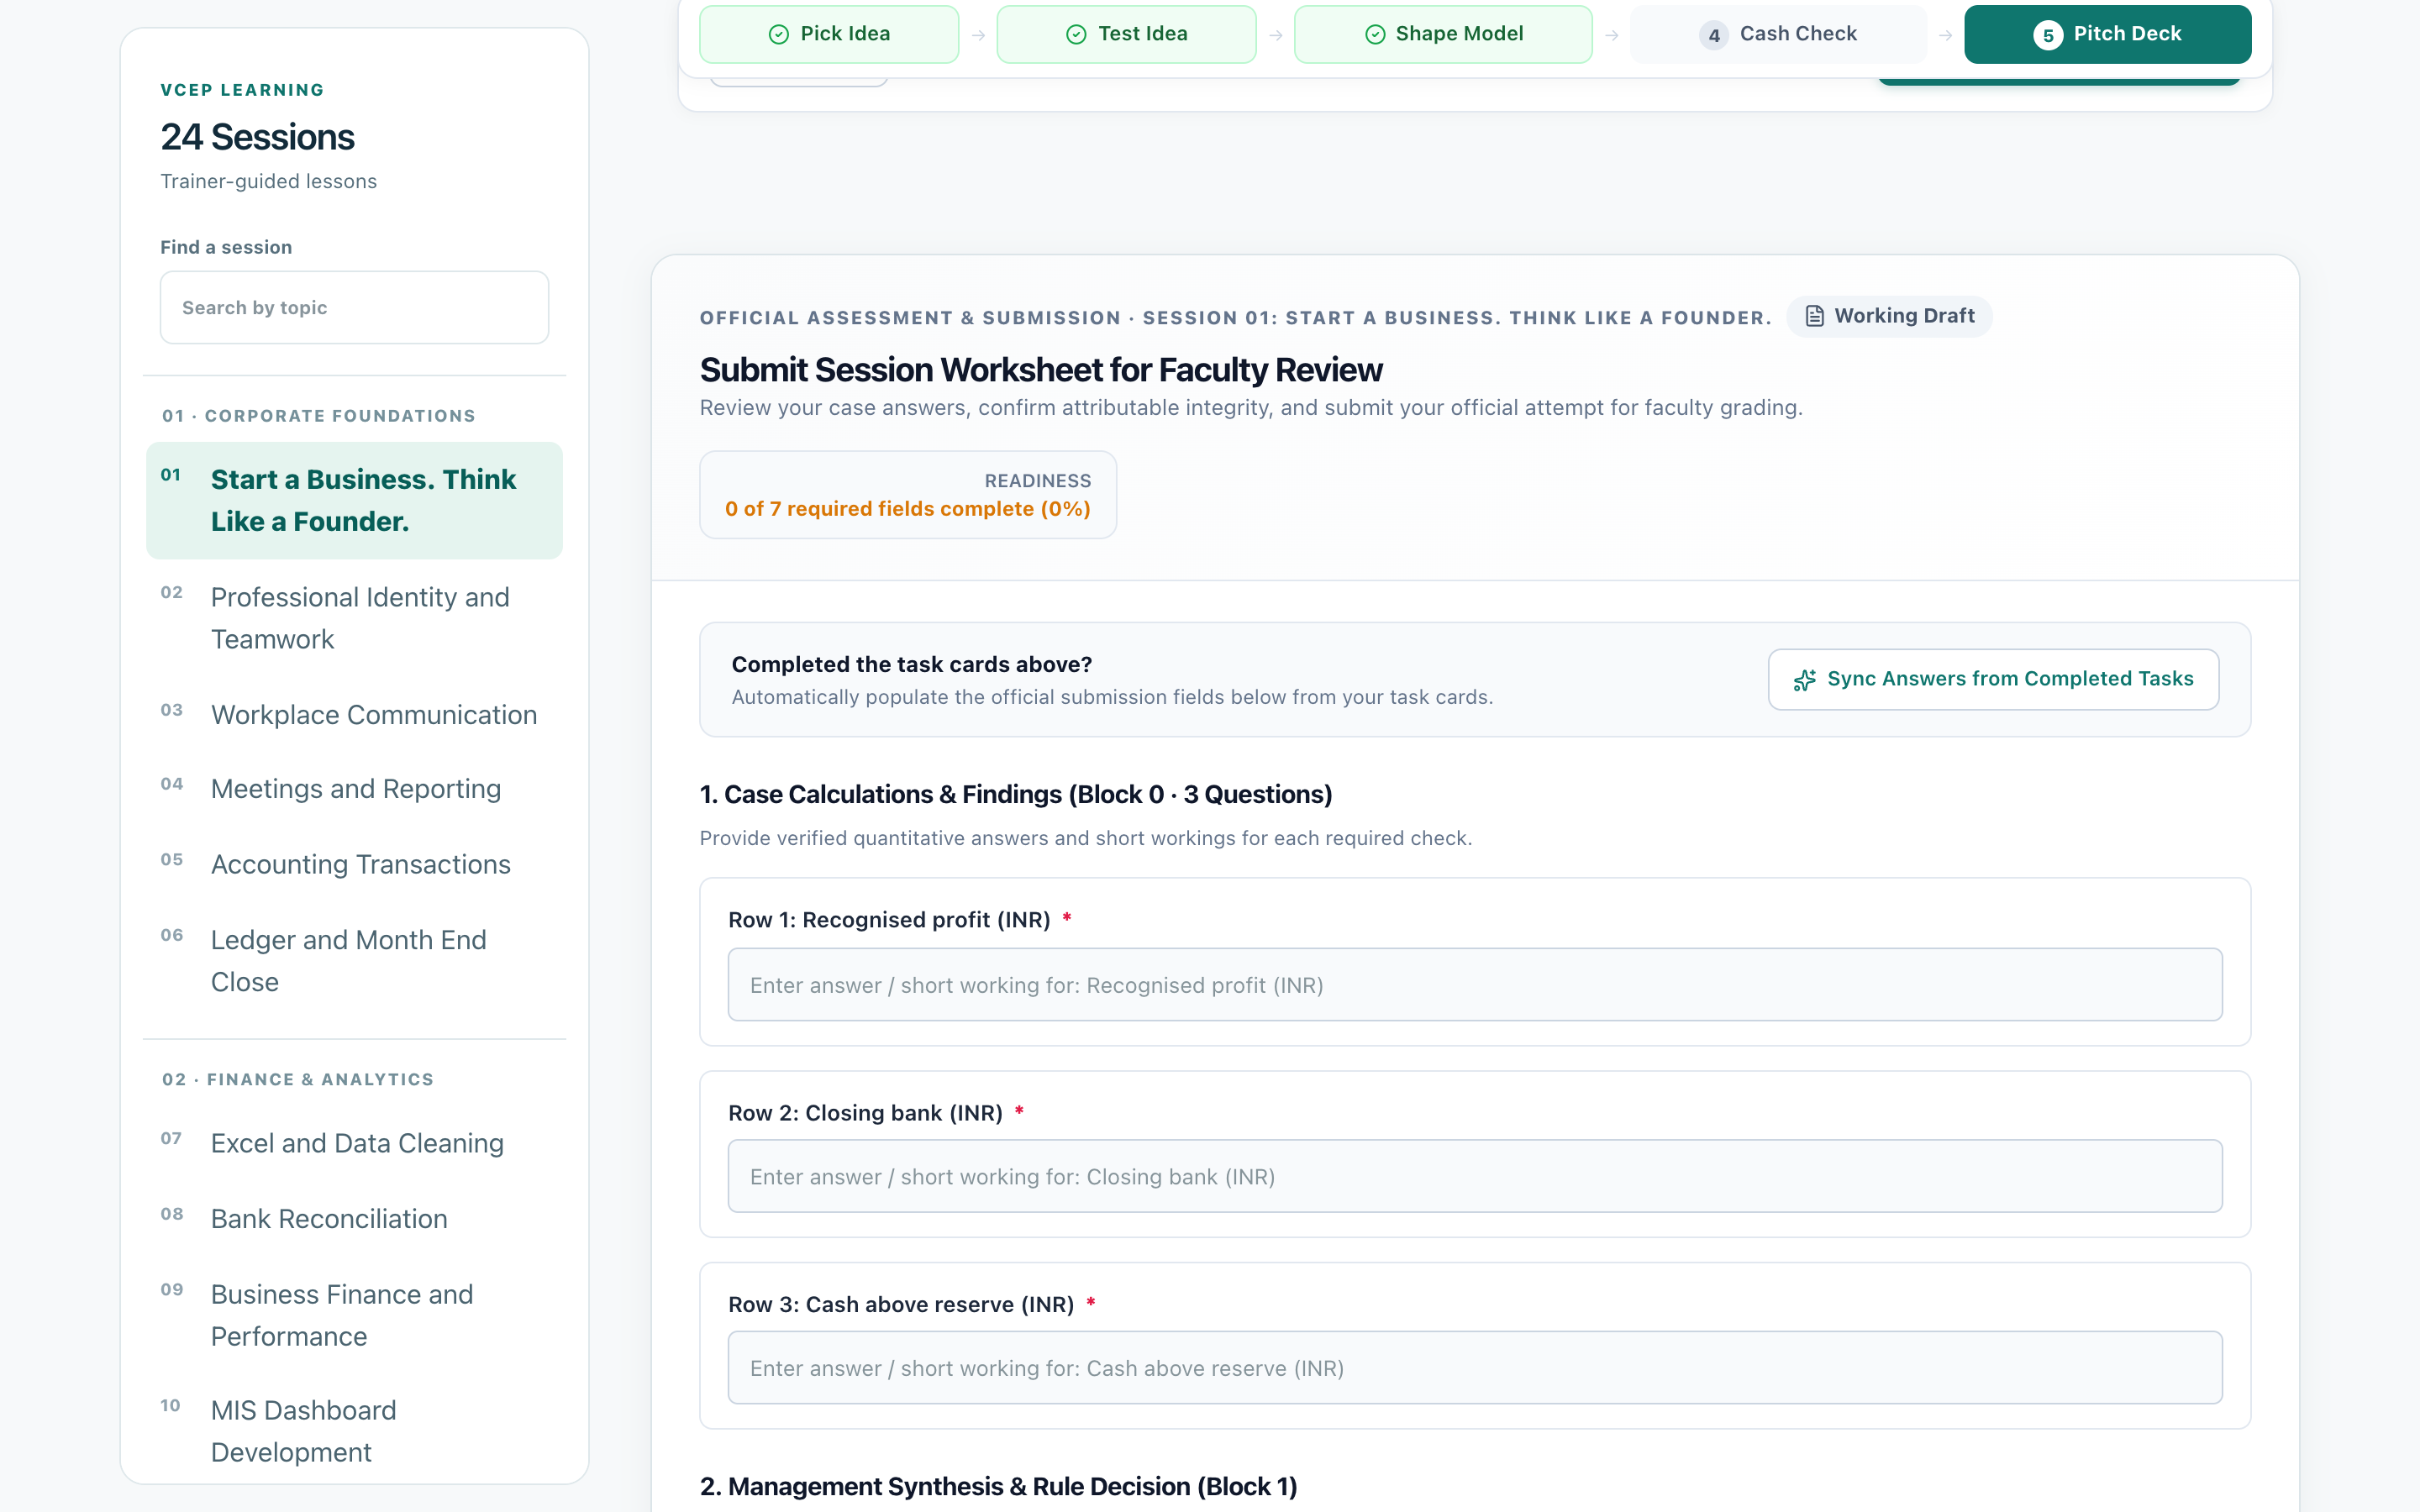 VCEP LEARNING
24 Sessions
Trainer-guided lessons
Find a session
Search by topic
01 · CORPORATE FOUNDATIONS
01 Start a Business. Think
Like a Founder.
02 Professional Identity and
Teamwork
03 Workplace Communication
04 Meetings and Reporting
05 Accounting Transactions
06 Ledger and Month End
Close
02 · FINANCE & ANALYTICS
07 Excel and Data Cleaning
08 Bank Reconciliation
09 Business Finance and
Performance
10 MIS Dashboard
Development
Pick Idea → Test Idea → Shape Model → 4 Cash Check → 5 Pitch Deck
OFFICIAL ASSESSMENT & SUBMISSION · SESSION 01: START A BUSINESS. THINK LIKE A FOUNDER. Working Draft
Submit Session Worksheet for Faculty Review
Review your case answers, confirm attributable integrity, and submit your official attempt for faculty grading.
READINESS
0 of 7 required fields complete (0%)
Completed the task cards above?
Automatically populate the official submission fields below from your task cards.
Sync Answers from Completed Tasks
1. Case Calculations & Findings (Block 0 · 3 Questions)
Provide verified quantitative answers and short workings for each required check.
Row 1: Recognised profit (INR) *
Enter answer / short working for: Recognised profit (INR)
Row 2: Closing bank (INR) *
Enter answer / short working for: Closing bank (INR)
Row 3: Cash above reserve (INR) *
Enter answer / short working for: Cash above reserve (INR)
2. Management Synthesis & Rule Decision (Block 1)